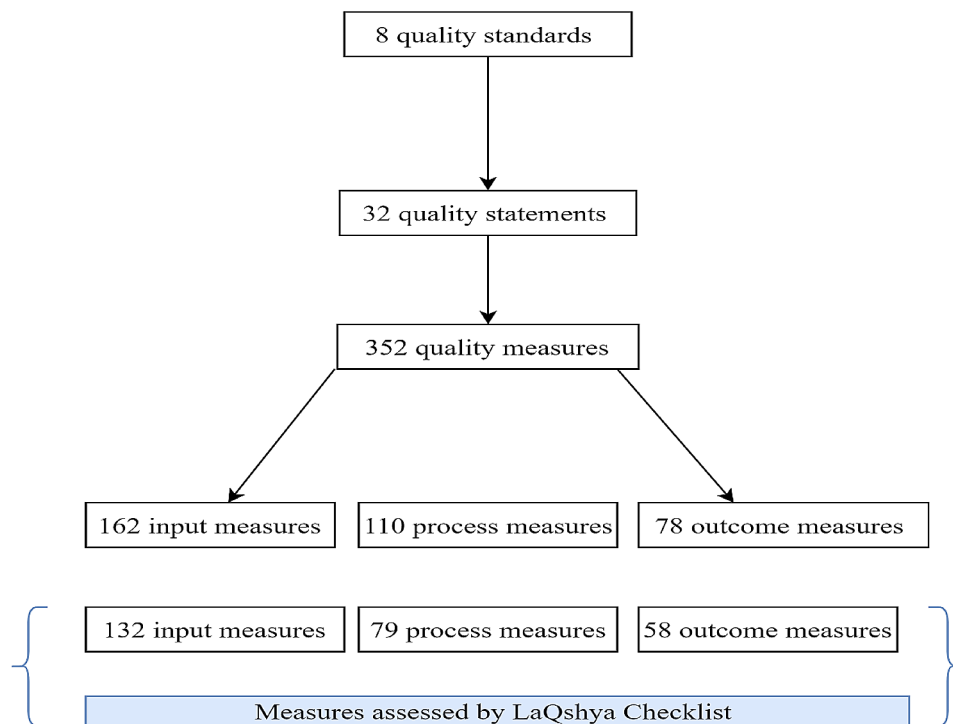 8 quality standards
32 quality statements
352 quality measures
162 input measures
110 process measures
78 outcome measures
132 input measures
79 process measures
58 outcome measures
Measures assessed by LaQshya Checklist